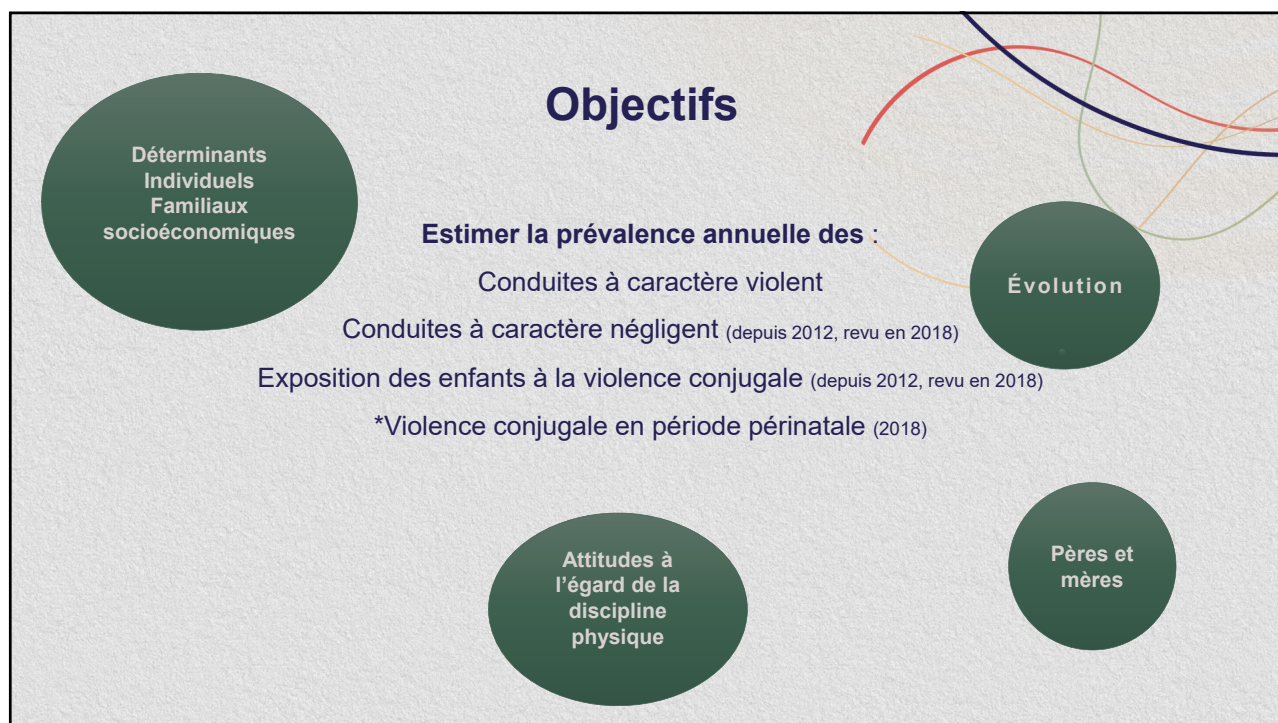 Objectifs
Déterminants
Individuels
Familiaux
socioéconomiques
Estimer la prévalence annuelle des :
Conduites à caractère violent
Conduites à caractère négligent (depuis 2012, revu en 2018)
Exposition des enfants à la violence conjugale (depuis 2012, revu en 2018)
*Violence conjugale en période périnatale (2018)
Évolution
Attitudes à
l’égard de la
discipline
physique
Pères et
mères